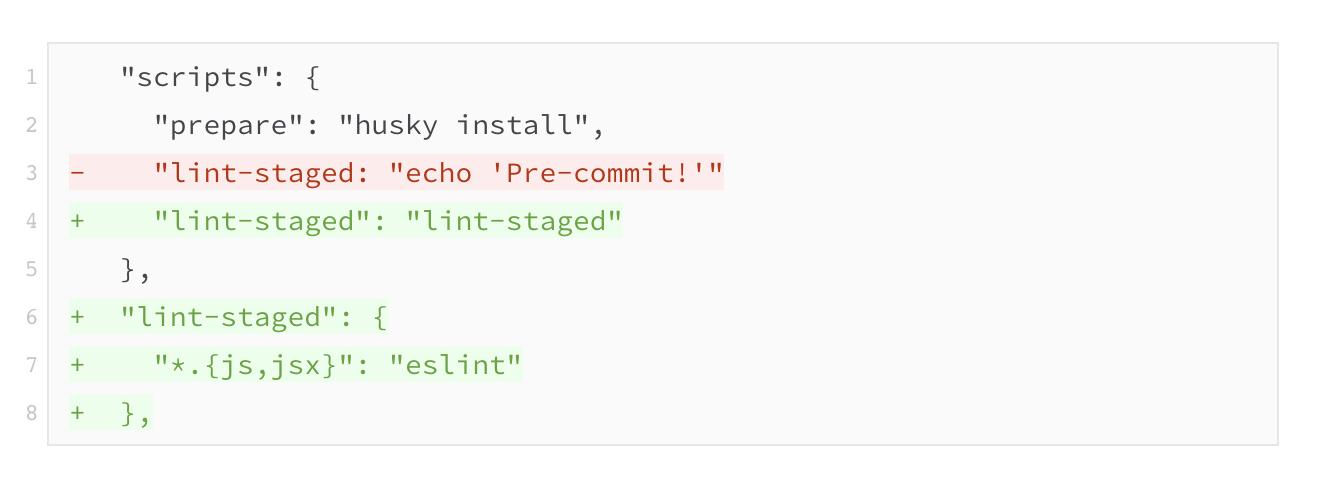 1   "scripts": {
2     "prepare": "husky install",
3 -    "lint-staged: "echo 'Pre-commit!'"
4 +    "lint-staged": "lint-staged"
5   },
6 +  "lint-staged": {
7 +    "*.{js,jsx}": "eslint"
8 +  },